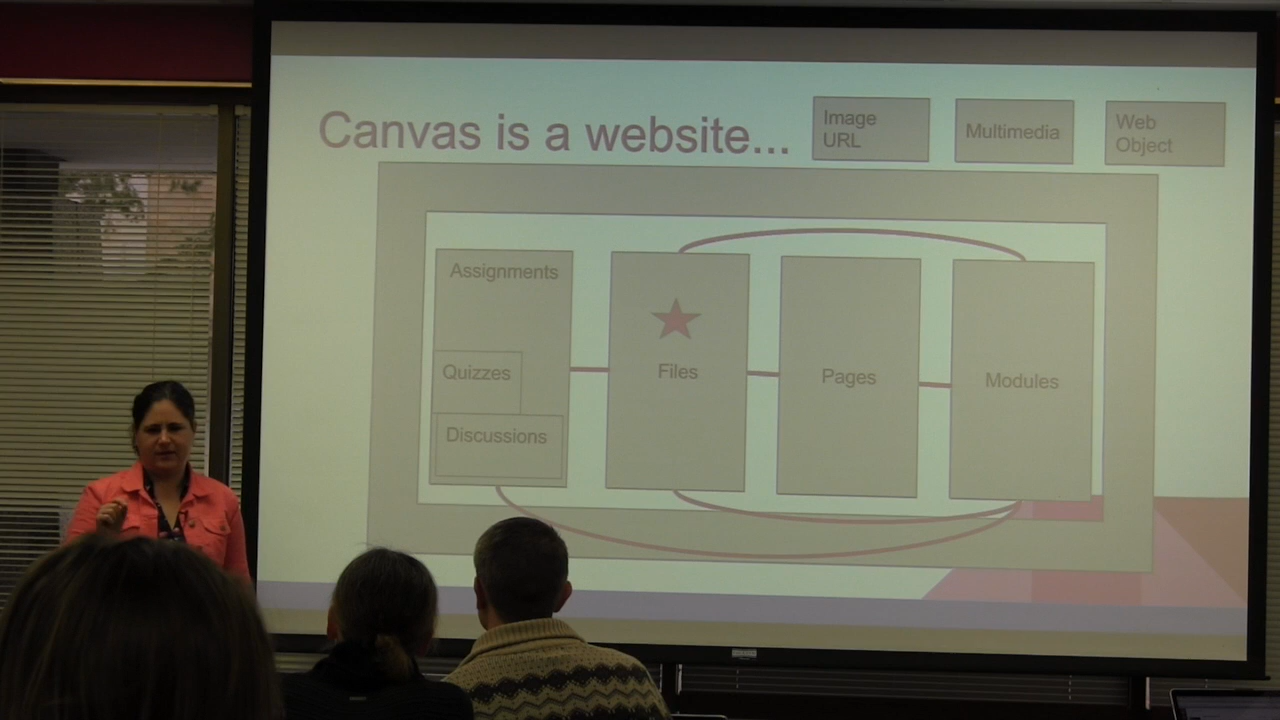 Canvas is a website...
Image
URL
Multimedia
Web
Object
Assignments
Quizzes
Discussions
Files
Pages
Modules